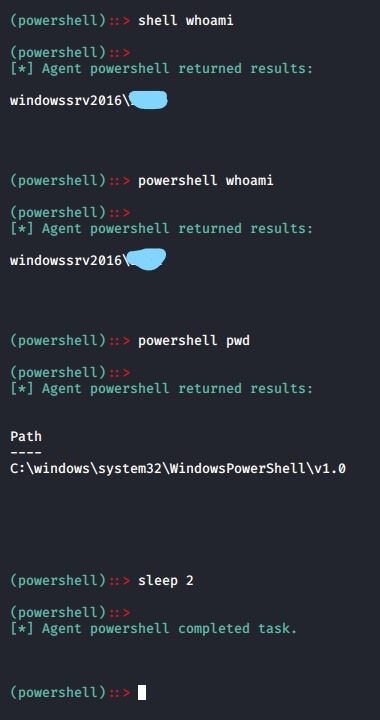 (powershell)::> shell whoami
(powershell)::>
[*] Agent powershell returned results:
windowssrv2016\
(powershell)::> powershell whoami
(powershell)::>
[*] Agent powershell returned results:
windowssrv2016\
(powershell)::> powershell pwd
(powershell)::>
[*] Agent powershell returned results:
Path
----
C:\windows\system32\WindowsPowerShell\v1.0
(powershell)::> sleep 2
(powershell)::>
[*] Agent powershell completed task.
(powershell)::>